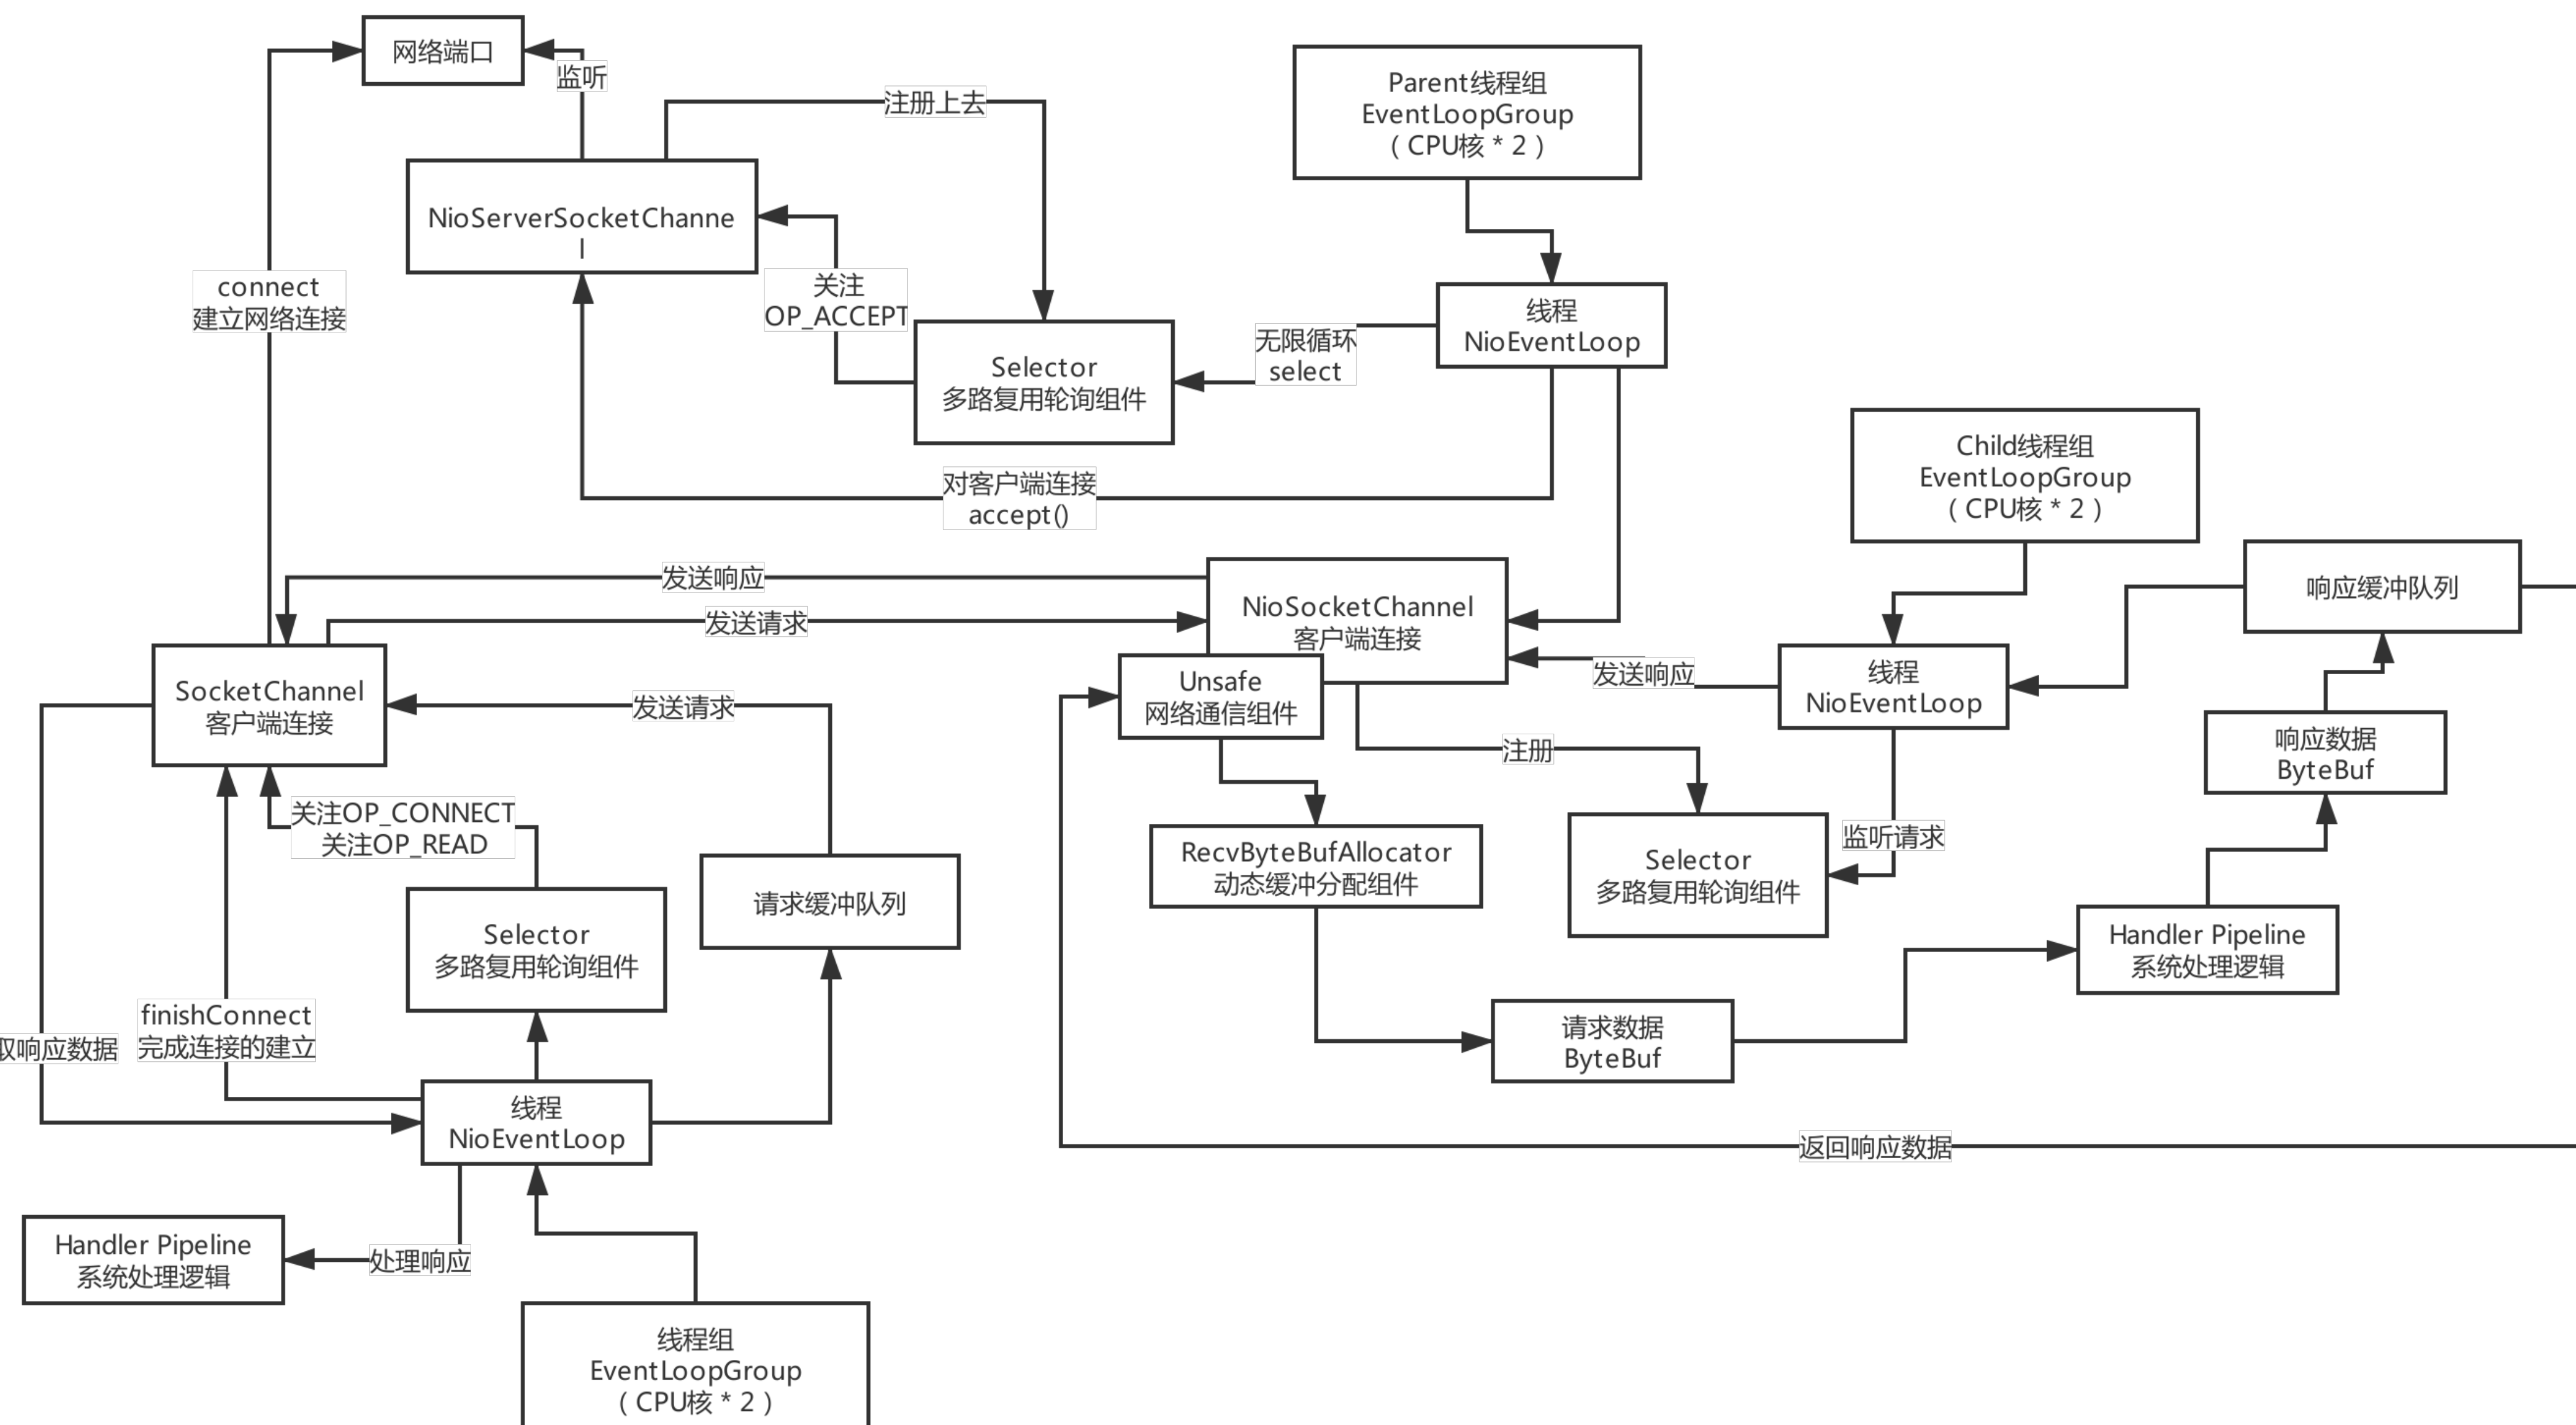 网络端口
监听
注册上去
Parent线程组
EventLoopGroup
（ CPU核 * 2 ）
NioServerSocketChanne
l
connect
建立网络连接
关注
OP_ACCEPT
线程
NioEventLoop
无限循环
select
Selector
多路复用轮询组件
对客户端连接
accept()
Child线程组
EventLoopGroup
（ CPU核 * 2 ）
发送响应
发送请求
NioSocketChannel
客户端连接
响应缓冲队列
SocketChannel
客户端连接
发送请求
Unsafe
网络通信组件
发送响应
线程
NioEventLoop
注册
响应数据
ByteBuf
关注OP_CONNECT
关注OP_READ
RecvByteBufAllocator
动态缓冲分配组件
监听请求
Selector
多路复用轮询组件
请求缓冲队列
Selector
多路复用轮询组件
Handler Pipeline
系统处理逻辑
finishConnect
完成连接的建立
取响应数据
请求数据
ByteBuf
线程
NioEventLoop
返回响应数据
Handler Pipeline
系统处理逻辑
处理响应
线程组
EventLoopGroup
（ CPU核 * 2 ）